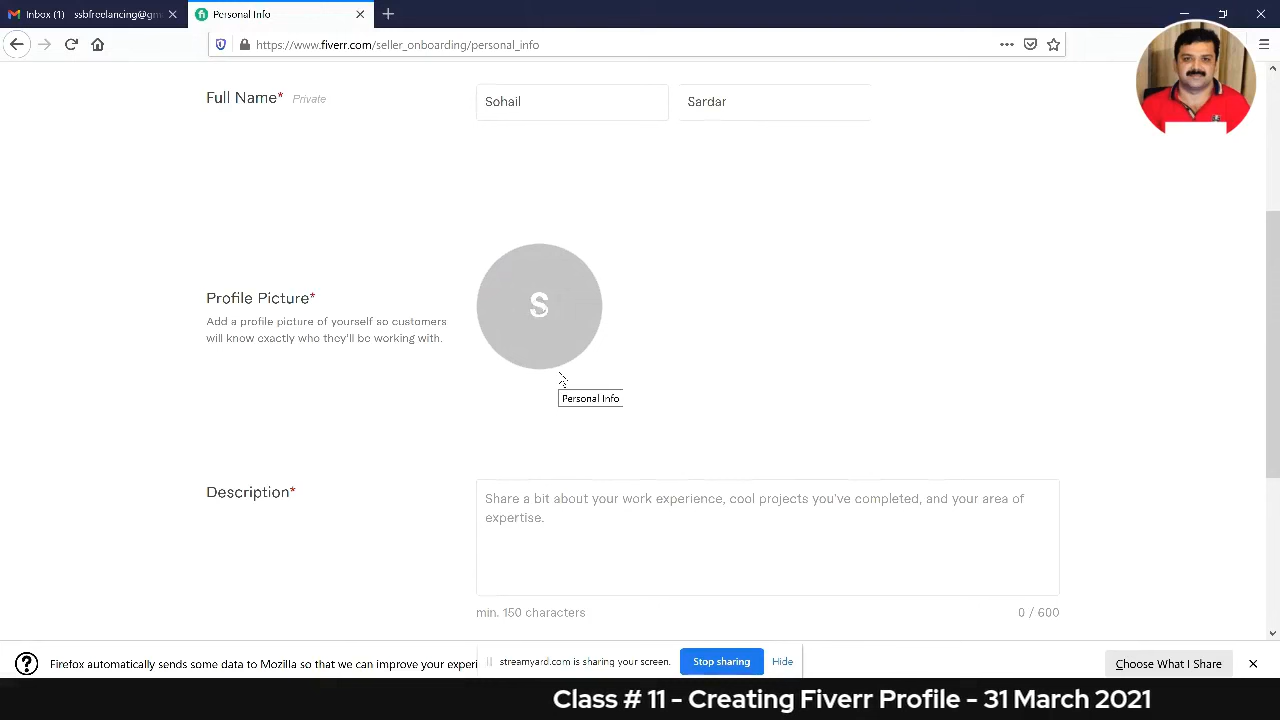 Inbox (1) ssbfreelancing@gm
Personal Info
https://www.fiverr.com/seller_onboarding/personal_info
Full Name* Private
Sohail
Sardar
S
Profile Picture*
Add a profile picture of yourself so customers
will know exactly who they'll be working with.
Personal Info
Description*
Share a bit about your work experience, cool projects you've completed, and your area of
expertise.
min. 150 characters
0 / 600
Firefox automatically sends some data to Mozilla so that we can improve your experi
streamyard.com is sharing your screen.
Stop sharing
Hide
Choose What I Share
Class # 11 - Creating Fiverr Profile - 31 March 2021